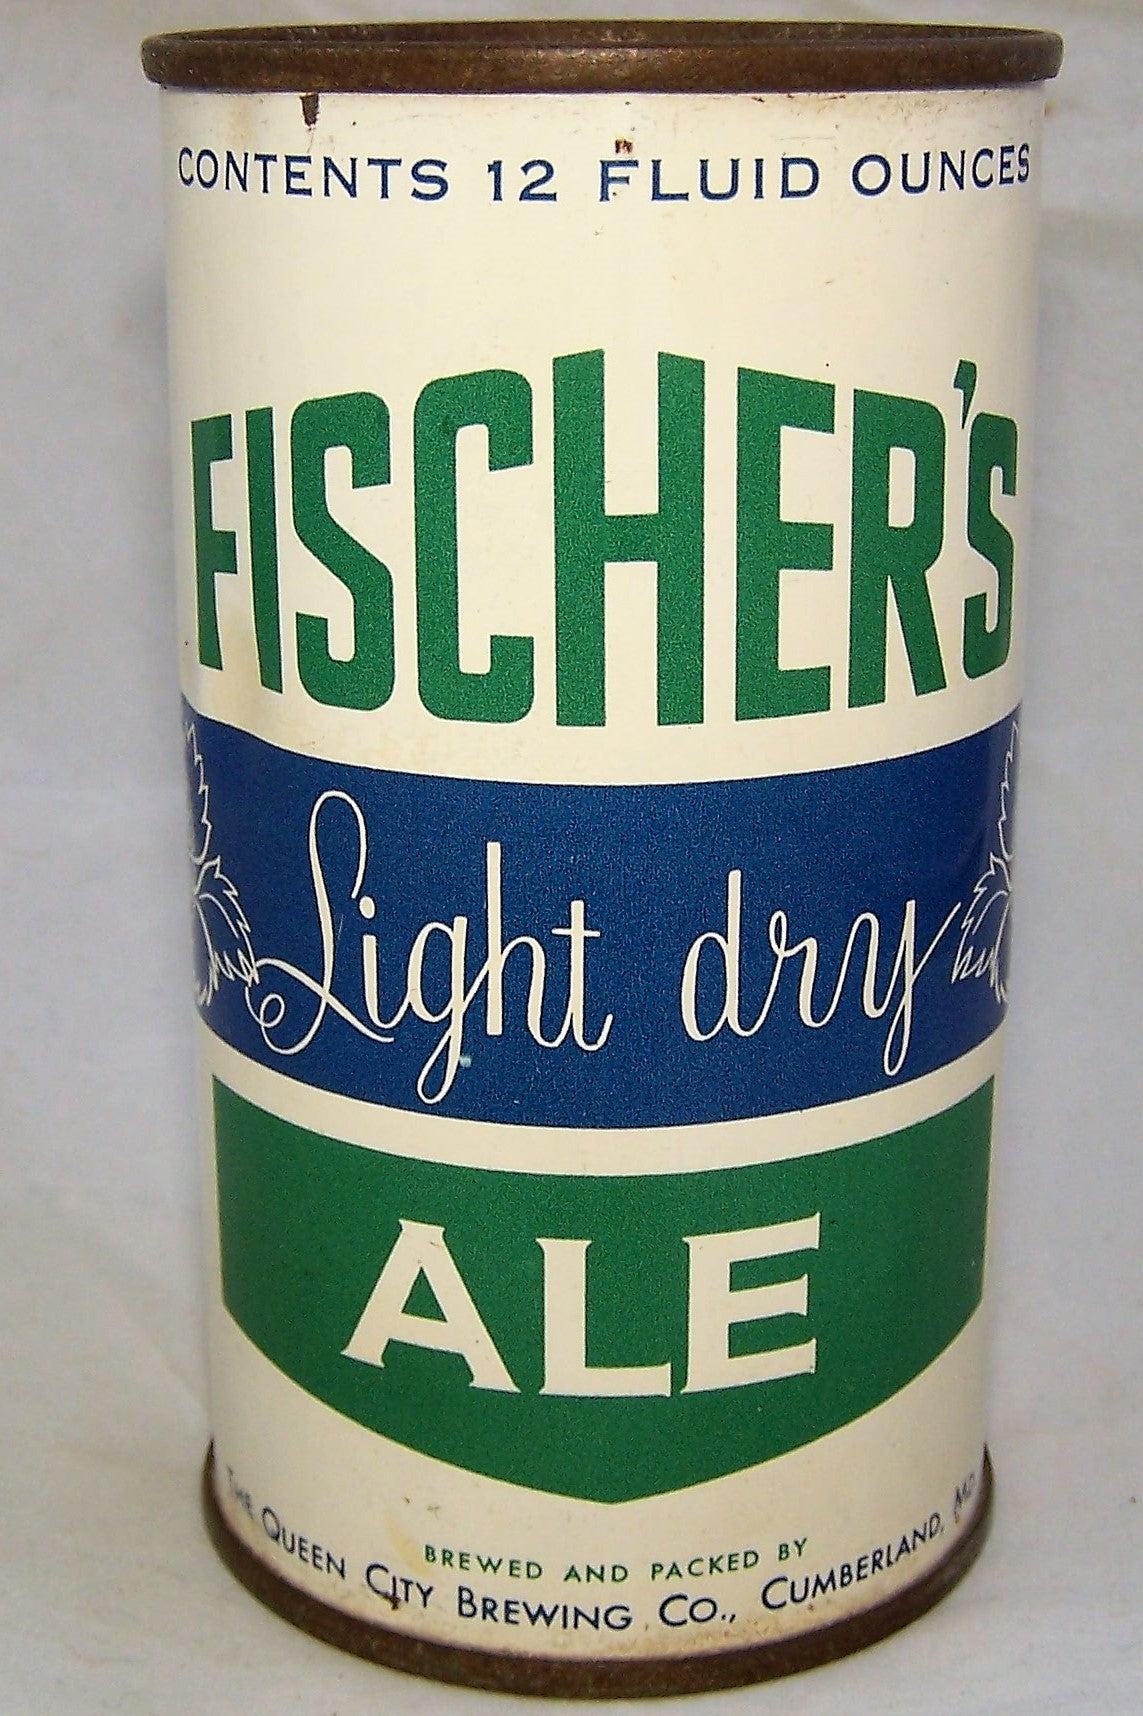 CONTENTS 12 FLUID OUNCES
FISCHER'S
Light dry
ALE
BREWED AND PACKED BY
THE QUEEN CITY BREWING CO., CUMBERLAND, MD